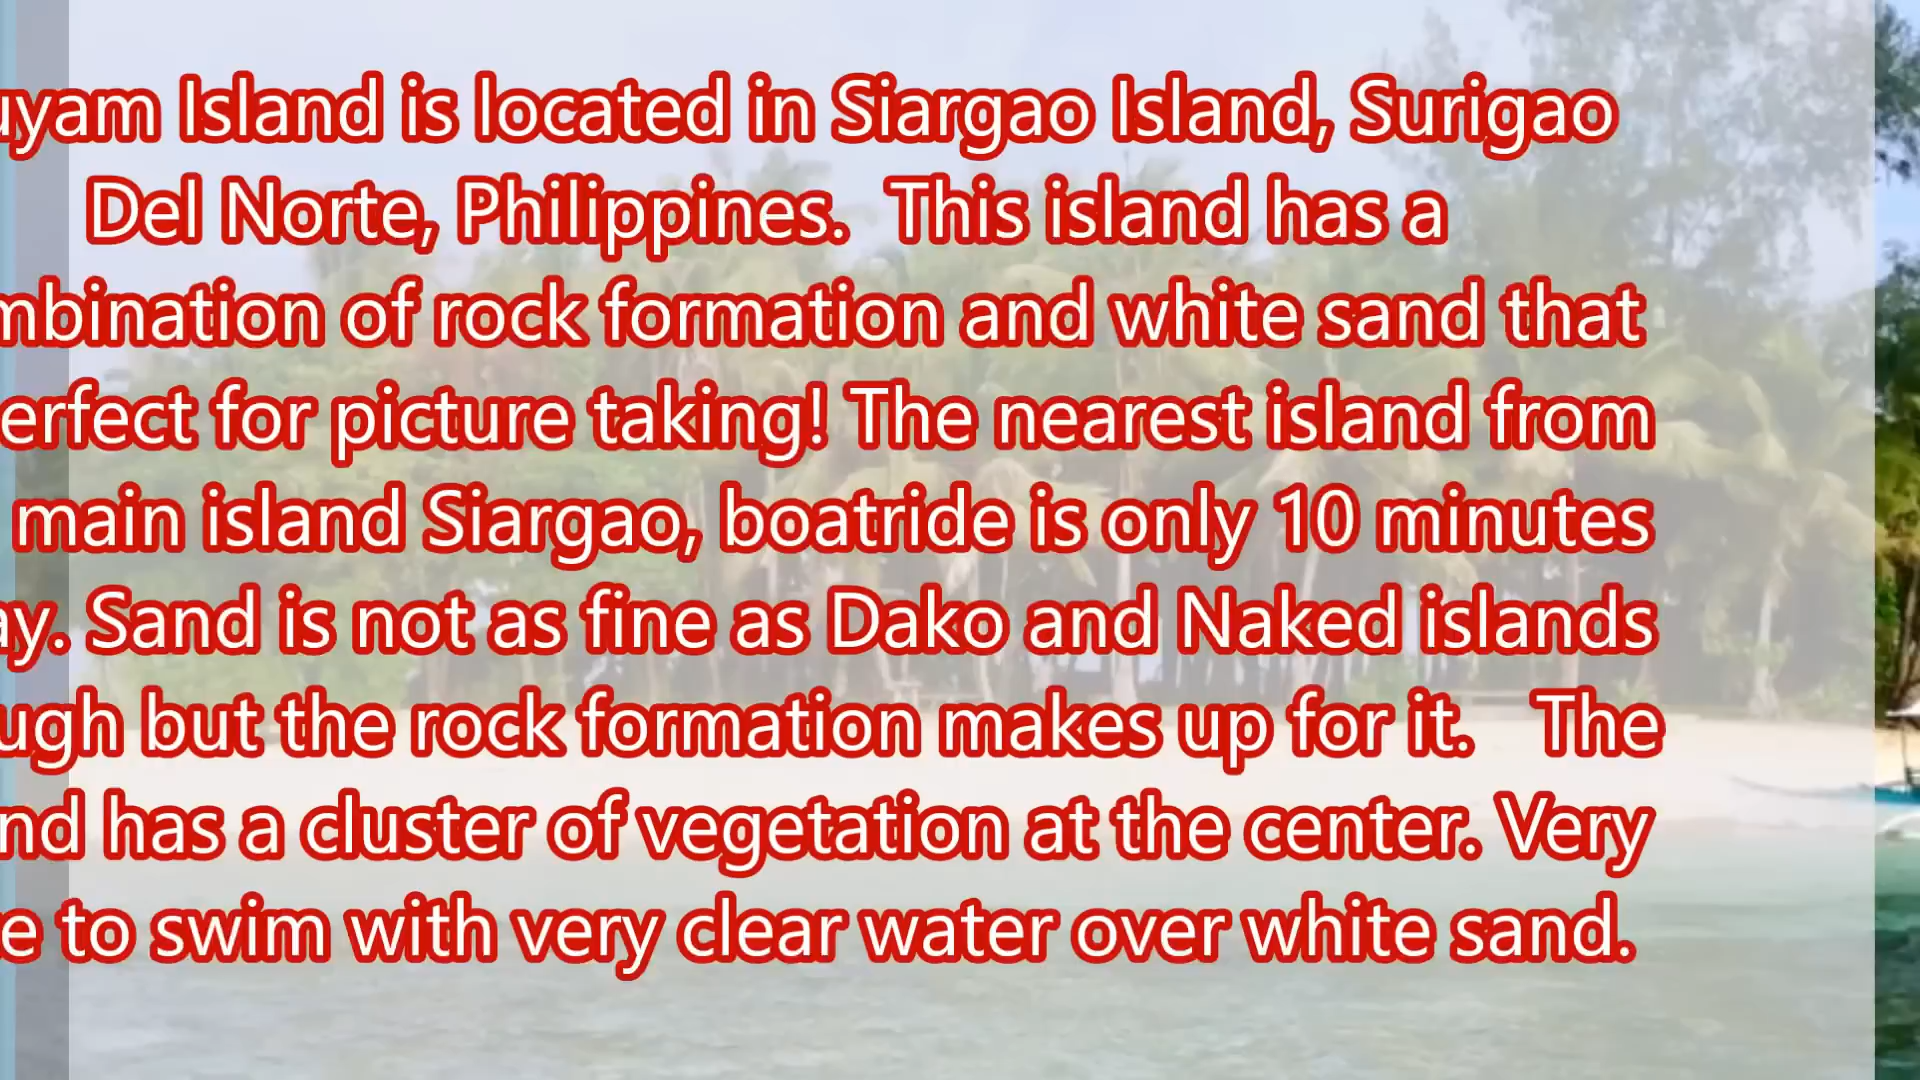 uyam Island is located in Siargao Island, Surigao
Del Norte, Philippines. This island has a
mbination of rock formation and white sand that
erfect for picture taking! The nearest island from
main island Siargao, boatride is only 10 minutes
ay. Sand is not as fine as Dako and Naked islands
ugh but the rock formation makes up for it. The
nd has a cluster of vegetation at the center. Very
e to swim with very clear water over white sand.